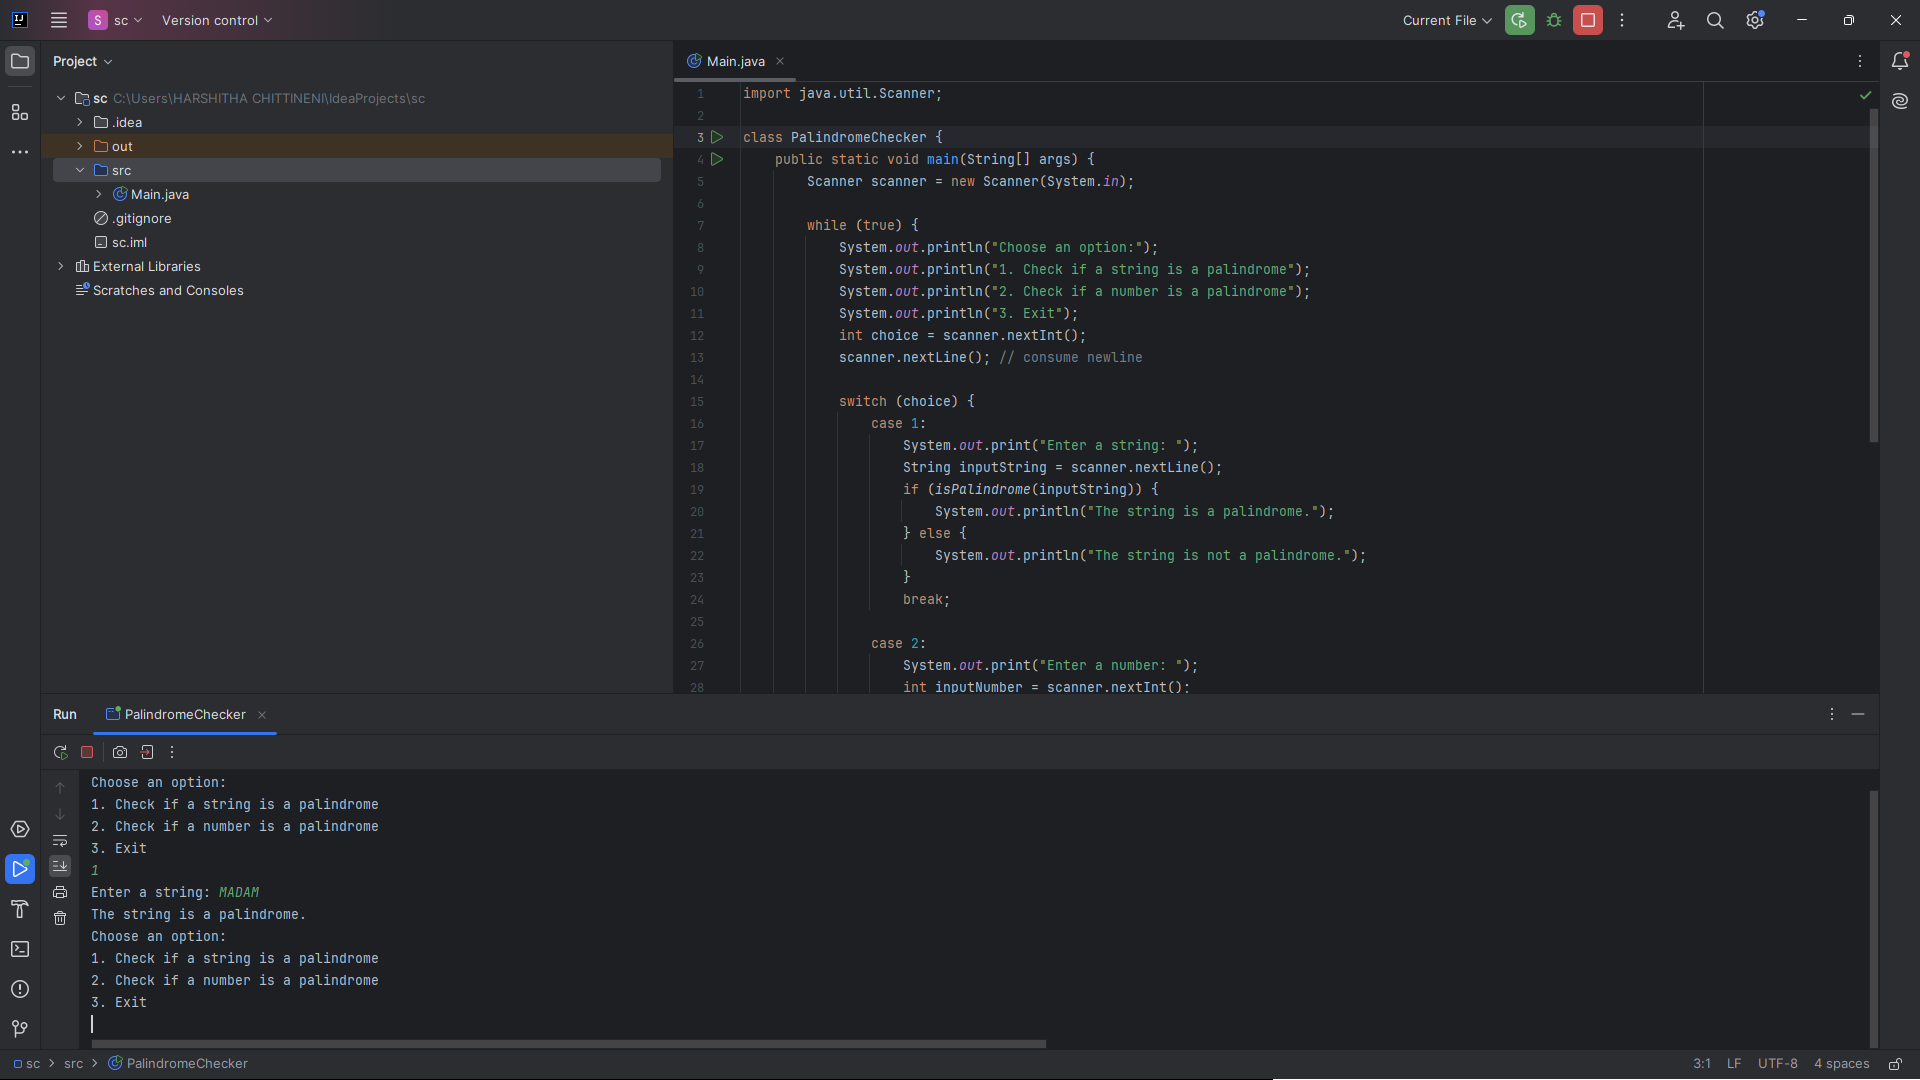 S sc Version control Current File
Project
Main.java
sc C:\Users\HARSHITHA CHITTINENI\IdeaProjects\sc
.idea
out
src
Main.java
.gitignore
sc.iml
External Libraries
Scratches and Consoles
1 import java.util.Scanner;
2
3 class PalindromeChecker {
4 public static void main(String[] args) {
5 Scanner scanner = new Scanner(System.in);
6
7 while (true) {
8 System.out.println("Choose an option:");
9 System.out.println("1. Check if a string is a palindrome");
10 System.out.println("2. Check if a number is a palindrome");
11 System.out.println("3. Exit");
12 int choice = scanner.nextInt();
13 scanner.nextLine(); // consume newline
14
15 switch (choice) {
16 case 1:
17 System.out.print("Enter a string: ");
18 String inputString = scanner.nextLine();
19 if (isPalindrome(inputString)) {
20 System.out.println("The string is a palindrome.");
21 } else {
22 System.out.println("The string is not a palindrome.");
23 }
24 break;
25
26 case 2:
27 System.out.print("Enter a number: ");
28 int inputNumber = scanner.nextInt();
Run PalindromeChecker
Choose an option:
1. Check if a string is a palindrome
2. Check if a number is a palindrome
3. Exit
1
Enter a string: MADAM
The string is a palindrome.
Choose an option:
1. Check if a string is a palindrome
2. Check if a number is a palindrome
3. Exit
sc > src > PalindromeChecker 3:1 LF UTF-8 4 spaces